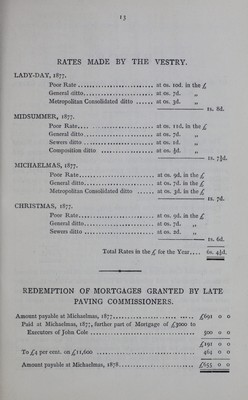 13
RATES MADE BY THE VESTRY.
LADY-DAY, 1877.
Poor Rate ........................ at 0s. 10d. in the £
General ditto ........................ at 0s. 7d. „
Metropolitan Consolidated ditto ...... at 0s. 3d. „
1s. 8d.
MIDSUMMER, 1877.
Poor Rate ........................ at 0s. 11d. in the £
General ditto ........................ at 0s. 7d. „
Sewers ditto ........................ at 0s. 1d. „
Composition ditto ........................ at 0s. ½d. „
1s. 7½d.
MICHAELMAS, 1877.
Poor Rate ........................ at 0s. 9d. in the £
General ditto ........................ at 0s. 7d. in the £
Metropolitan Consolidated ditto ...... at 0s. 3d. in the £
1s. 7d.
CHRISTMAS, 1877.
Poor Rate ........................ at 0s. 9d. in the £
General ditto ........................ at 0s. 7d. „
Sewers ditto ........................ at 0s. 2d. „
1s. 6d.
Total Rates in the £ for the Year.... 6s. 4½d.
REDEMPTION OF MORTGAGES GRANTED BY LATE
PAVING COMMISSIONERS.
Amount payable at Michaelmas, 1877 ........................ £691 0 0
Paid at Michaelmas, 1877, further part of Mortgage of £3000 to
Executors of John Cole ........................ 500 0 0
£191 0 0
To £4 per cent. on £11,600 ........................ 464 0 0
Amount payable at Michaelmas, 1878 ........................ £655 0 0